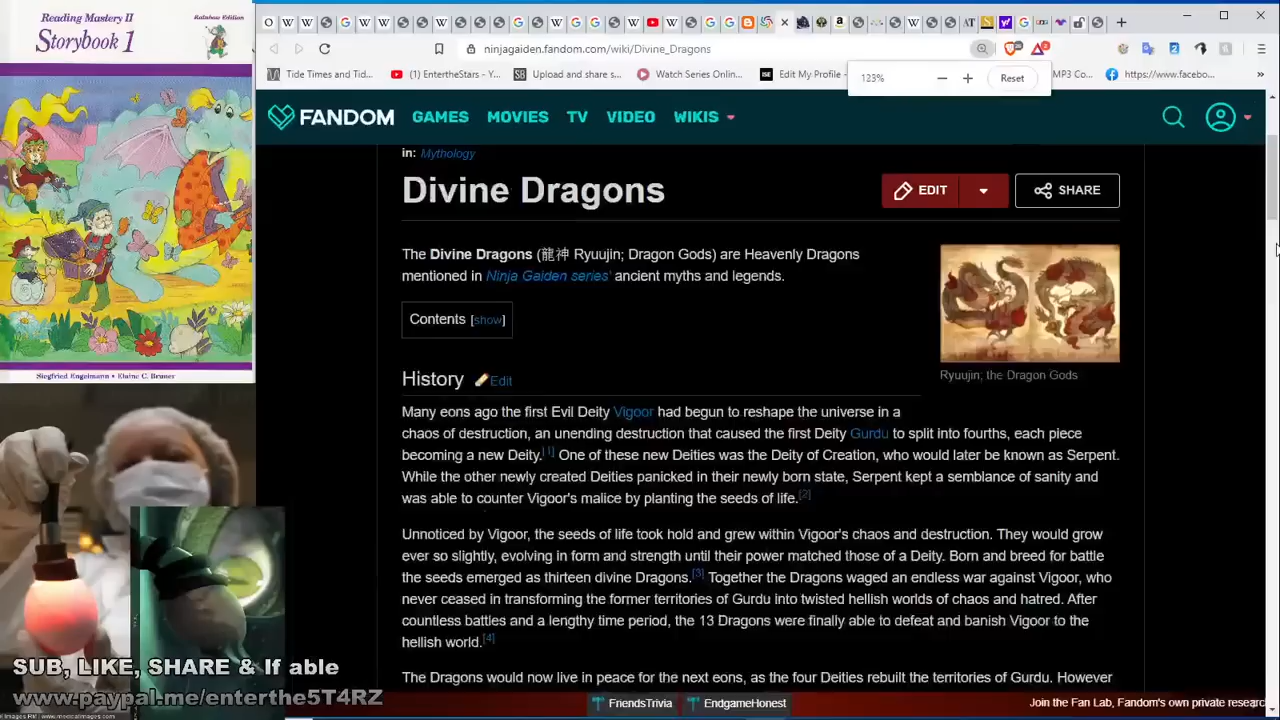 Reading Mastery II
Storybook 1
Rainbow Edition
Siegfried Engelmann • Elaine C. Bruner
SUB, LIKE, SHARE & If able
www.paypal.me/enterthe5T4RZ
ninjagaiden.fandom.com/wiki/Divine_Dragons
Tide Times and Tid...
(1) EntertheStars - Y...
Upload and share s...
Watch Series Onlin...
Edit My Profile
MP3 Co...
https://www.facebo...
123%
Reset
FANDOM GAMES MOVIES TV VIDEO WIKIS
in: Mythology
Divine Dragons
EDIT
SHARE
The Divine Dragons (龍神 Ryuujin; Dragon Gods) are Heavenly Dragons
mentioned in Ninja Gaiden series' ancient myths and legends.
Ryuujin; the Dragon Gods
Contents [show]
History Edit
Many eons ago the first Evil Deity Vigoor had begun to reshape the universe in a
chaos of destruction, an unending destruction that caused the first Deity Gurdu to split into fourths, each piece
becoming a new Deity.[1] One of these new Deities was the Deity of Creation, who would later be known as Serpent.
While the other newly created Deities panicked in their newly born state, Serpent kept a semblance of sanity and
was able to counter Vigoor's malice by planting the seeds of life.[2]
Unnoticed by Vigoor, the seeds of life took hold and grew within Vigoor's chaos and destruction. They would grow
ever so slightly, evolving in form and strength until their power matched those of a Deity. Born and breed for battle
the seeds emerged as thirteen divine Dragons.[3] Together the Dragons waged an endless war against Vigoor, who
never ceased in transforming the former territories of Gurdu into twisted hellish worlds of chaos and hatred. After
countless battles and a lengthy time period, the 13 Dragons were finally able to defeat and banish Vigoor to the
hellish world.[4]
The Dragons would now live in peace for the next eons, as the four Deities rebuilt the territories of Gurdu. However
FriendsTrivia
EndgameHonest
Join the Fan Lab, Fandom's own private researc